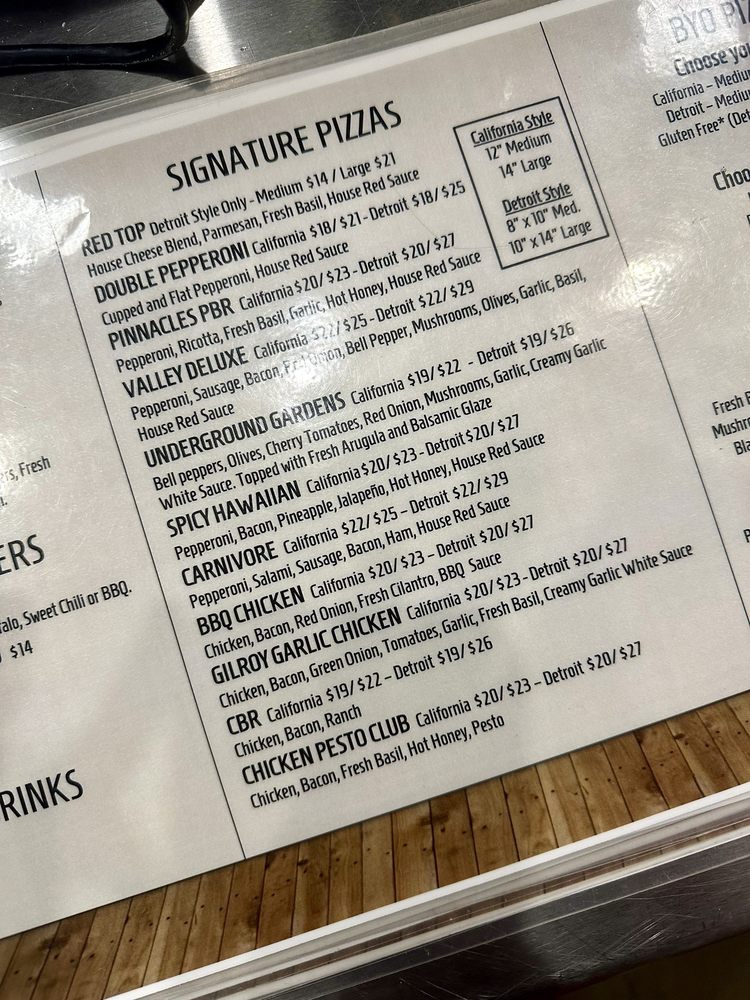 ers, Fresh
ERS
alo, Sweet Chili or BBQ.
$14
RINKS
SIGNATURE PIZZAS
RED TOP Detroit Style Only - Medium $14 / Large $21
House Cheese Blend, Parmesan, Fresh Basil, House Red Sauce
DOUBLE PEPPERONI California $18/ $21 - Detroit $18/ $25
Cupped and Flat Pepperoni, House Red Sauce
PINNACLES PBR California $20/ $23 - Detroit $20/ $27
Pepperoni, Ricotta, Fresh Basil, Garlic, Hot Honey, House Red Sauce
VALLEY DELUXE California $22/ $25 - Detroit $22/ $29
Pepperoni, Sausage, Bacon, Red Onion, Bell Pepper, Mushrooms, Olives, Garlic, Basil,
House Red Sauce
UNDERGROUND GARDENS California $19/ $22 - Detroit $19/ $26
Bell peppers, Olives, Cherry Tomatoes, Red Onion, Mushrooms, Garlic, Creamy Garlic
White Sauce. Topped with Fresh Arugula and Balsamic Glaze
SPICY HAWAIIAN California $20/ $23 - Detroit $20/ $27
Pepperoni, Bacon, Pineapple, Jalapeño, Hot Honey, House Red Sauce
CARNIVORE California $22/ $25 – Detroit $22/ $29
Pepperoni, Salami, Sausage, Bacon, Ham, House Red Sauce
BBQ CHICKEN California $20/ $23 – Detroit $20/ $27
Chicken, Bacon, Red Onion, Fresh Cilantro, BBQ Sauce
GILROY GARLIC CHICKEN California $20/ $23 - Detroit $20/ $27
Chicken, Bacon, Green Onion, Tomatoes, Garlic, Fresh Basil, Creamy Garlic White Sauce
CBR California $19/ $22 – Detroit $19/ $26
Chicken, Bacon, Ranch
CHICKEN PESTO CLUB California $20/ $23 – Detroit $20/ $27
Chicken, Bacon, Fresh Basil, Hot Honey, Pesto
California Style
12" Medium
14" Large
Detroit Style
8" x 10" Med.
10" x 14" Large
BYO PI
Choose yo
California – Mediu
Detroit – Mediu
Gluten Free* (De
Choo
Fresh B
Mushr
Bla